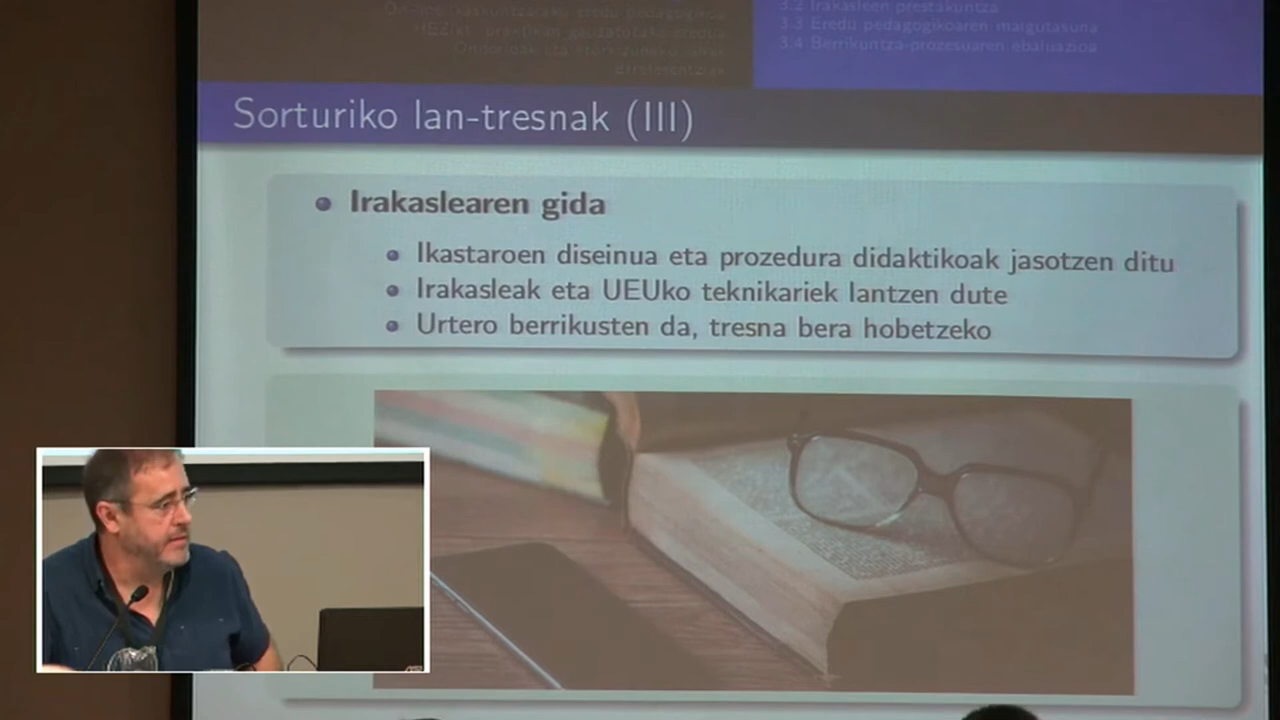 3.2 Irakasleen prestakuntza
3.3 Eredu pedagogikoaren malgutasuna
3.4 Berrikuntza-prozesuaren ebaluazioa
Erreferentziak
Sorturiko lan-tresnak (III)
Irakaslearen gida
Ikastaroen diseinua eta prozedura didaktikoak jasotzen ditu
Irakasleak eta UEUko teknikariek lantzen dute
Urtero berrikusten da, tresna bera hobetzeko